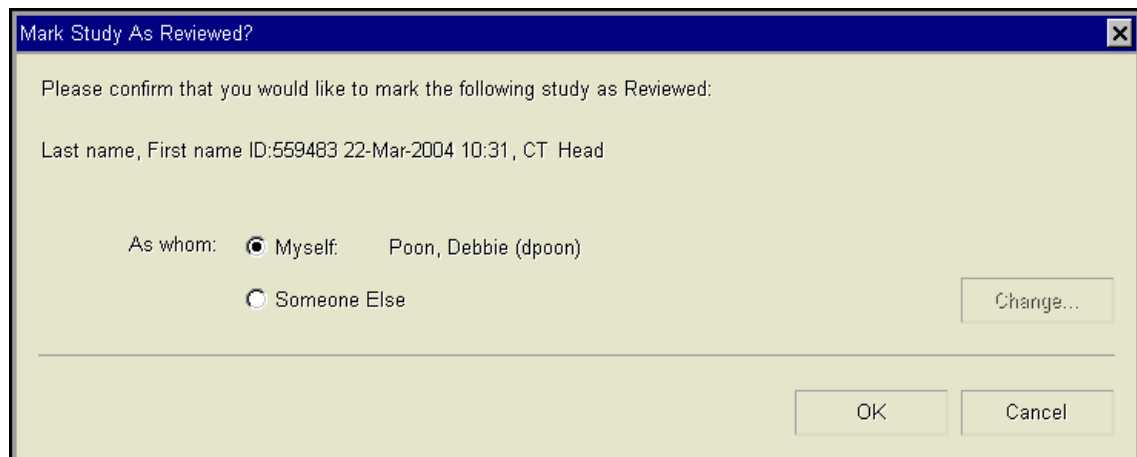 Mark Study As Reviewed?
Please confirm that you would like to mark the following study as Reviewed:
Last name, First name ID:559483 22-Mar-2004 10:31, CT Head
As whom: Myself: Poon, Debbie (dpoon)
Someone Else
Change...
OK Cancel